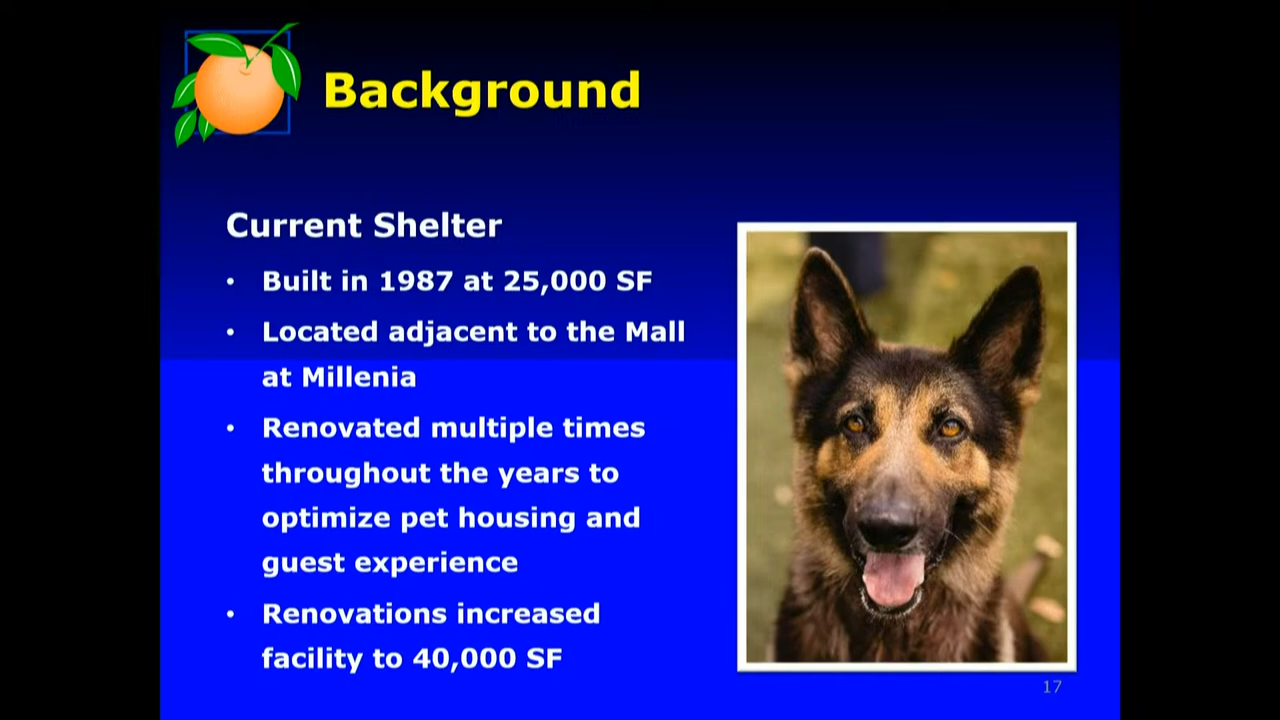 Background
Current Shelter
• Built in 1987 at 25,000 SF
• Located adjacent to the Mall
at Millenia
• Renovated multiple times
throughout the years to
optimize pet housing and
guest experience
• Renovations increased
facility to 40,000 SF
17